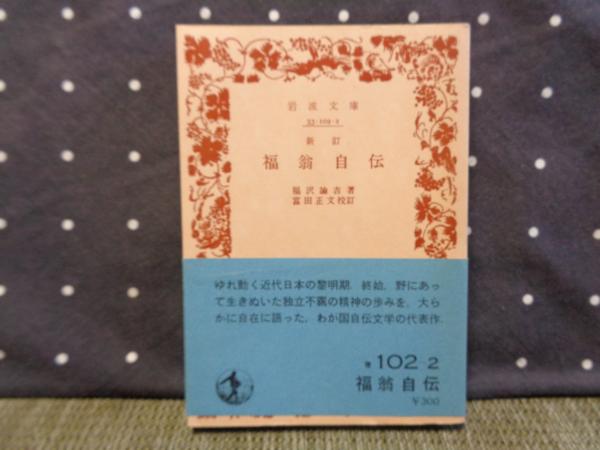 岩波文庫
33-102-2
新訂
福翁自伝
福沢諭吉著
富田正文校訂
ゆれ動く近代日本の黎明期．終始，野にあっ
て生きぬいた独立不羈の精神の歩みを，大ら
かに自在に語った，わが国自伝文学の代表作．
青 102-2
福翁自伝
￥300